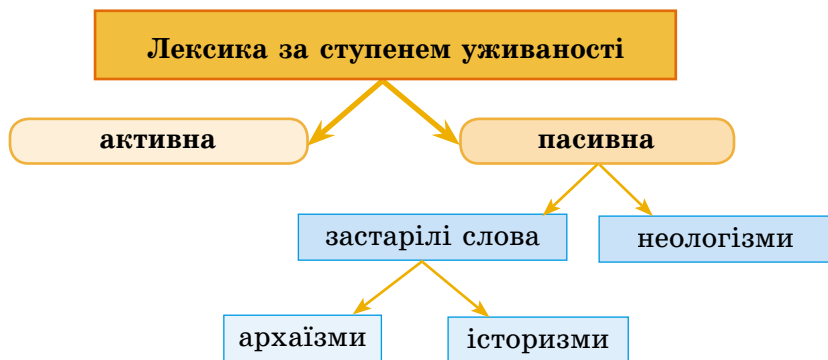 Лексика за ступенем уживаності
активна
пасивна
застарілі слова
неологізми
архаїзми
історизми